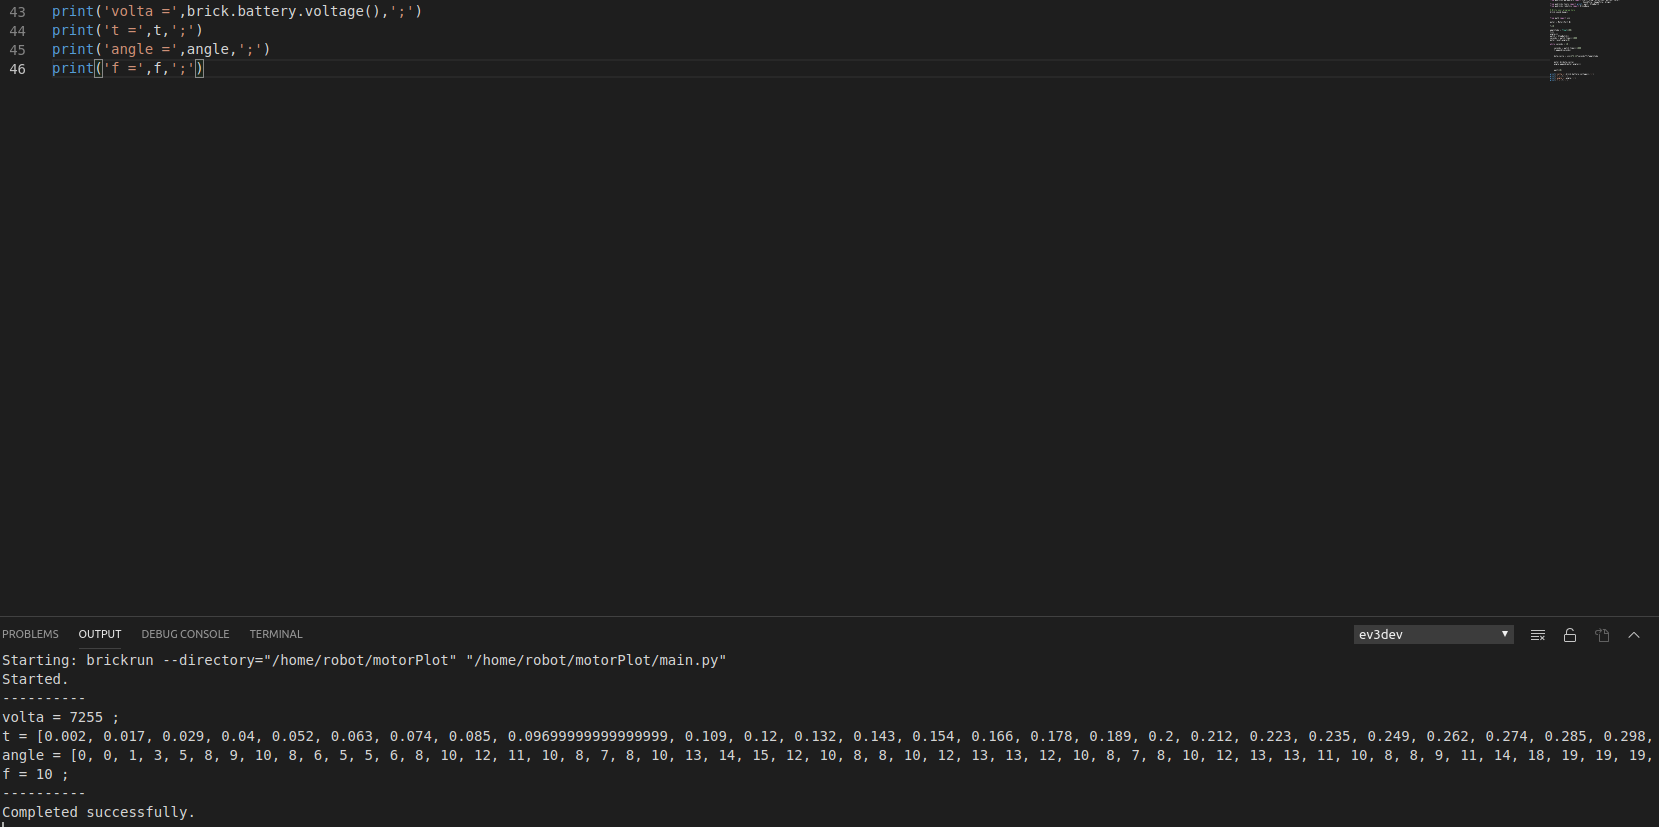 43 print('volta =',brick.battery.voltage(),';')
44 print('t =',t,';')
45 print('angle =',angle,';')
46 print('f =',f,';')
PROBLEMS OUTPUT DEBUG CONSOLE TERMINAL ev3dev
Starting: brickrun --directory="/home/robot/motorPlot" "/home/robot/motorPlot/main.py"
Started.
----------
volta = 7255 ;
t = [0.002, 0.017, 0.029, 0.04, 0.052, 0.063, 0.074, 0.085, 0.09699999999999999, 0.109, 0.12, 0.132, 0.143, 0.154, 0.166, 0.178, 0.189, 0.2, 0.212, 0.223, 0.235, 0.249, 0.262, 0.274, 0.285, 0.298,
angle = [0, 0, 1, 3, 5, 8, 9, 10, 8, 6, 5, 5, 6, 8, 10, 12, 11, 10, 8, 7, 8, 10, 13, 14, 15, 12, 10, 8, 8, 10, 12, 13, 13, 12, 10, 8, 7, 8, 10, 12, 13, 13, 11, 10, 8, 8, 9, 11, 14, 18, 19, 19, 19,
f = 10 ;
----------
Completed successfully.